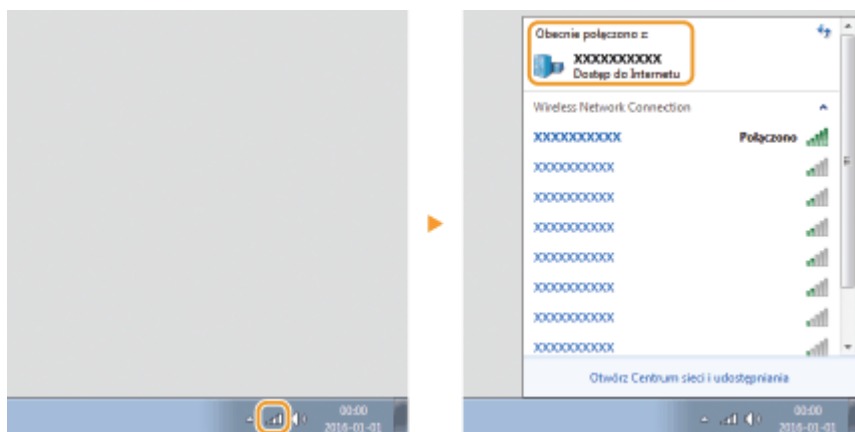 00:00
2016-01-01
Obecnie połączono z:
XXXXXXXXXX
Dostęp do Internetu
Wireless Network Connection
XXXXXXXXXX Połączono
XXXXXXXXXX
XXXXXXXXXX
XXXXXXXXXX
XXXXXXXXXX
XXXXXXXXXX
XXXXXXXXXX
XXXXXXXXXX
Otwórz Centrum sieci i udostępniania
00:00
2016-01-01